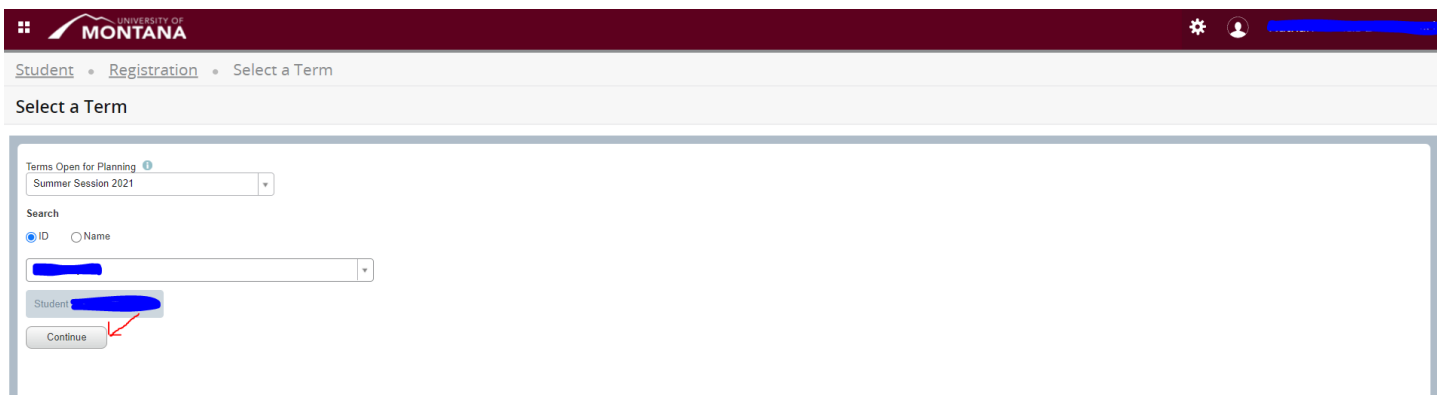 UNIVERSITY OF
MONTANA
Student • Registration • Select a Term
Select a Term
Terms Open for Planning
Summer Session 2021
Search
ID Name
Student
Continue